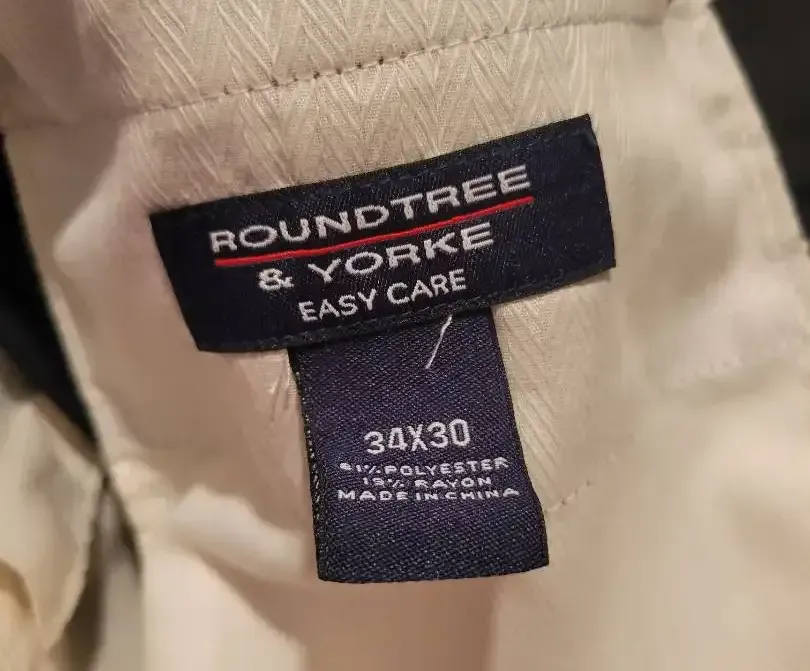 ROUNDTREE
& YORKE
EASY CARE
34X30
81% POLYESTER
19% RAYON
MADE IN CHINA